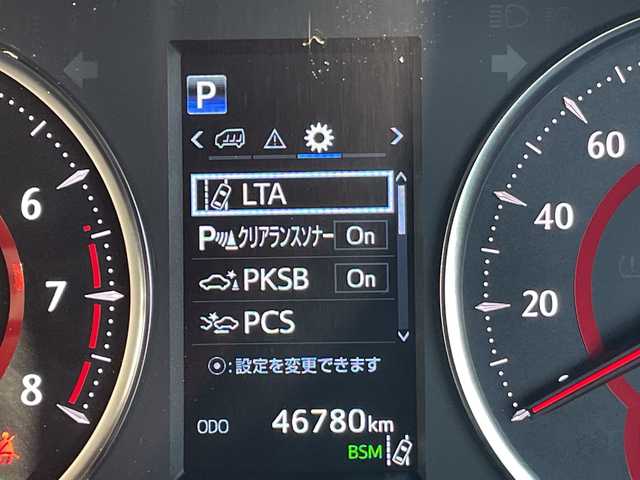 P
LTA
Pクリアランスソナー On
PKSB On
PCS
:設定を変更できます
ODO 46780km
BSM
6
7
8
60
40
20